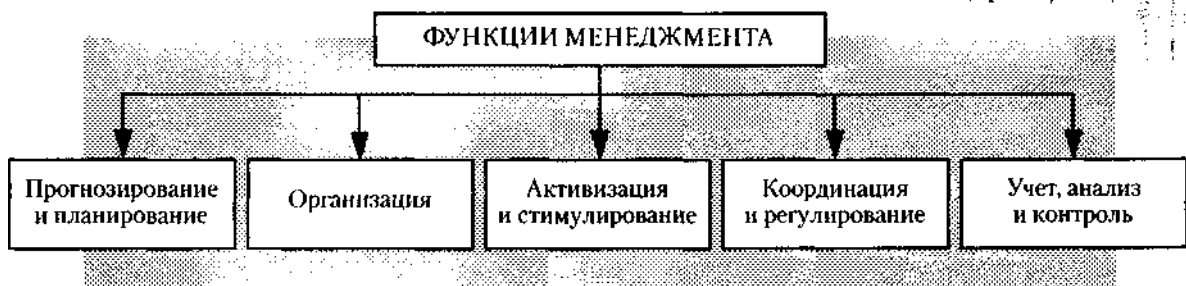 ФУНКЦИИ МЕНЕДЖМЕНТА
Прогнозирование
и планирование
Организация
Активизация
и стимулирование
Координация
и регулирование
Учет, анализ
и контроль